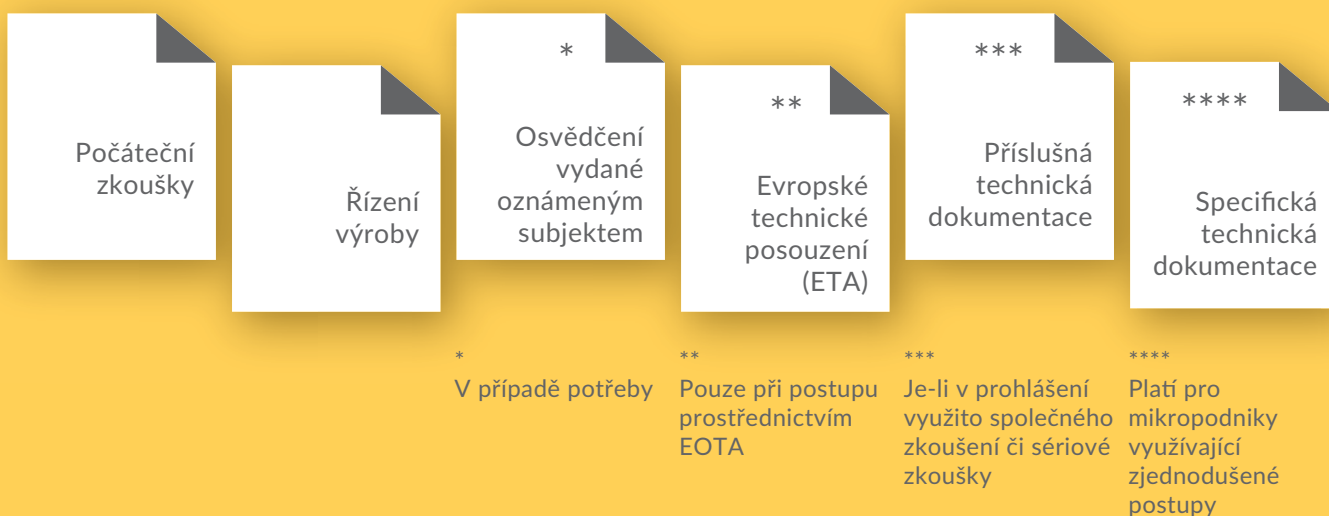 Počáteční
zkoušky
Řízení
výroby
*
Osvědčení
vydané
oznámeným
subjektem
**
Evropské
technické
posouzení
(ETA)
***
Příslušná
technická
dokumentace
****
Specifická
technická
dokumentace
*
V případě potřeby
**
Pouze při postupu
prostřednictvím
EOTA
***
Je-li v prohlášení
využito společného
zkoušení či sériové
zkoušky
****
Platí pro
mikropodniky
využívající
zjednodušené
postupy